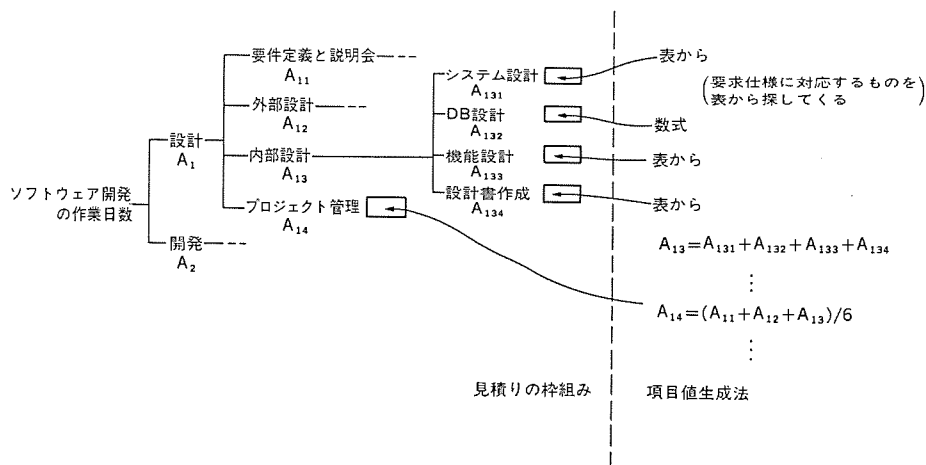 ソフトウェア開発
の作業日数
設計
A₁
開発
A₂
要件定義と説明会
A₁₁
外部設計
A₁₂
内部設計
A₁₃
プロジェクト管理
A₁₄
システム設計
A₁₃₁
DB設計
A₁₃₂
機能設計
A₁₃₃
設計書作成
A₁₃₄
表から
(要求仕様に対応するものを
表から探してくる)
数式
表から
表から
A₁₃=A₁₃₁+A₁₃₂+A₁₃₃+A₁₃₄
⋮
A₁₄=(A₁₁+A₁₂+A₁₃)/6
⋮
見積りの枠組み
項目値生成法